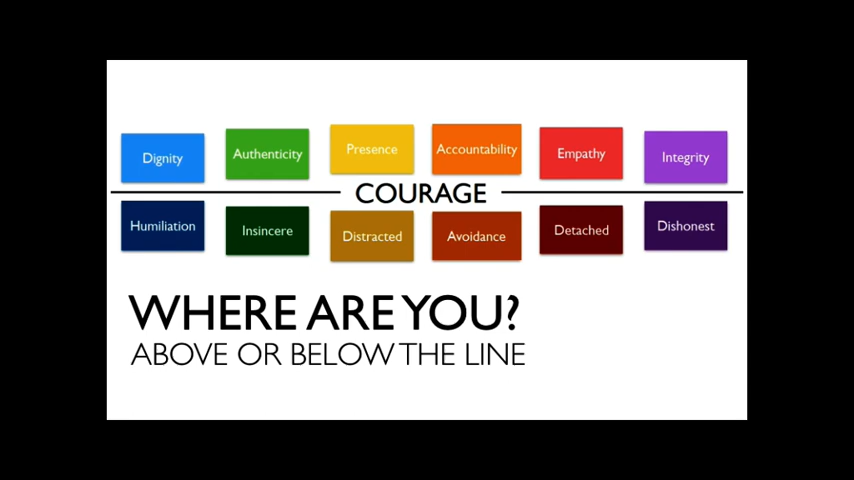 Dignity Authenticity Presence Accountability Empathy Integrity
COURAGE
Humiliation Insincere Distracted Avoidance Detached Dishonest
WHERE ARE YOU?
ABOVE OR BELOW THE LINE